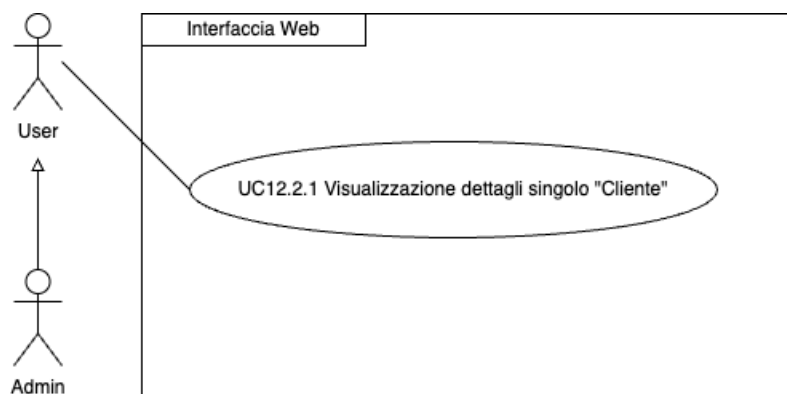 Interfaccia Web
User
UC12.2.1 Visualizzazione dettagli singolo "Cliente"
Admin